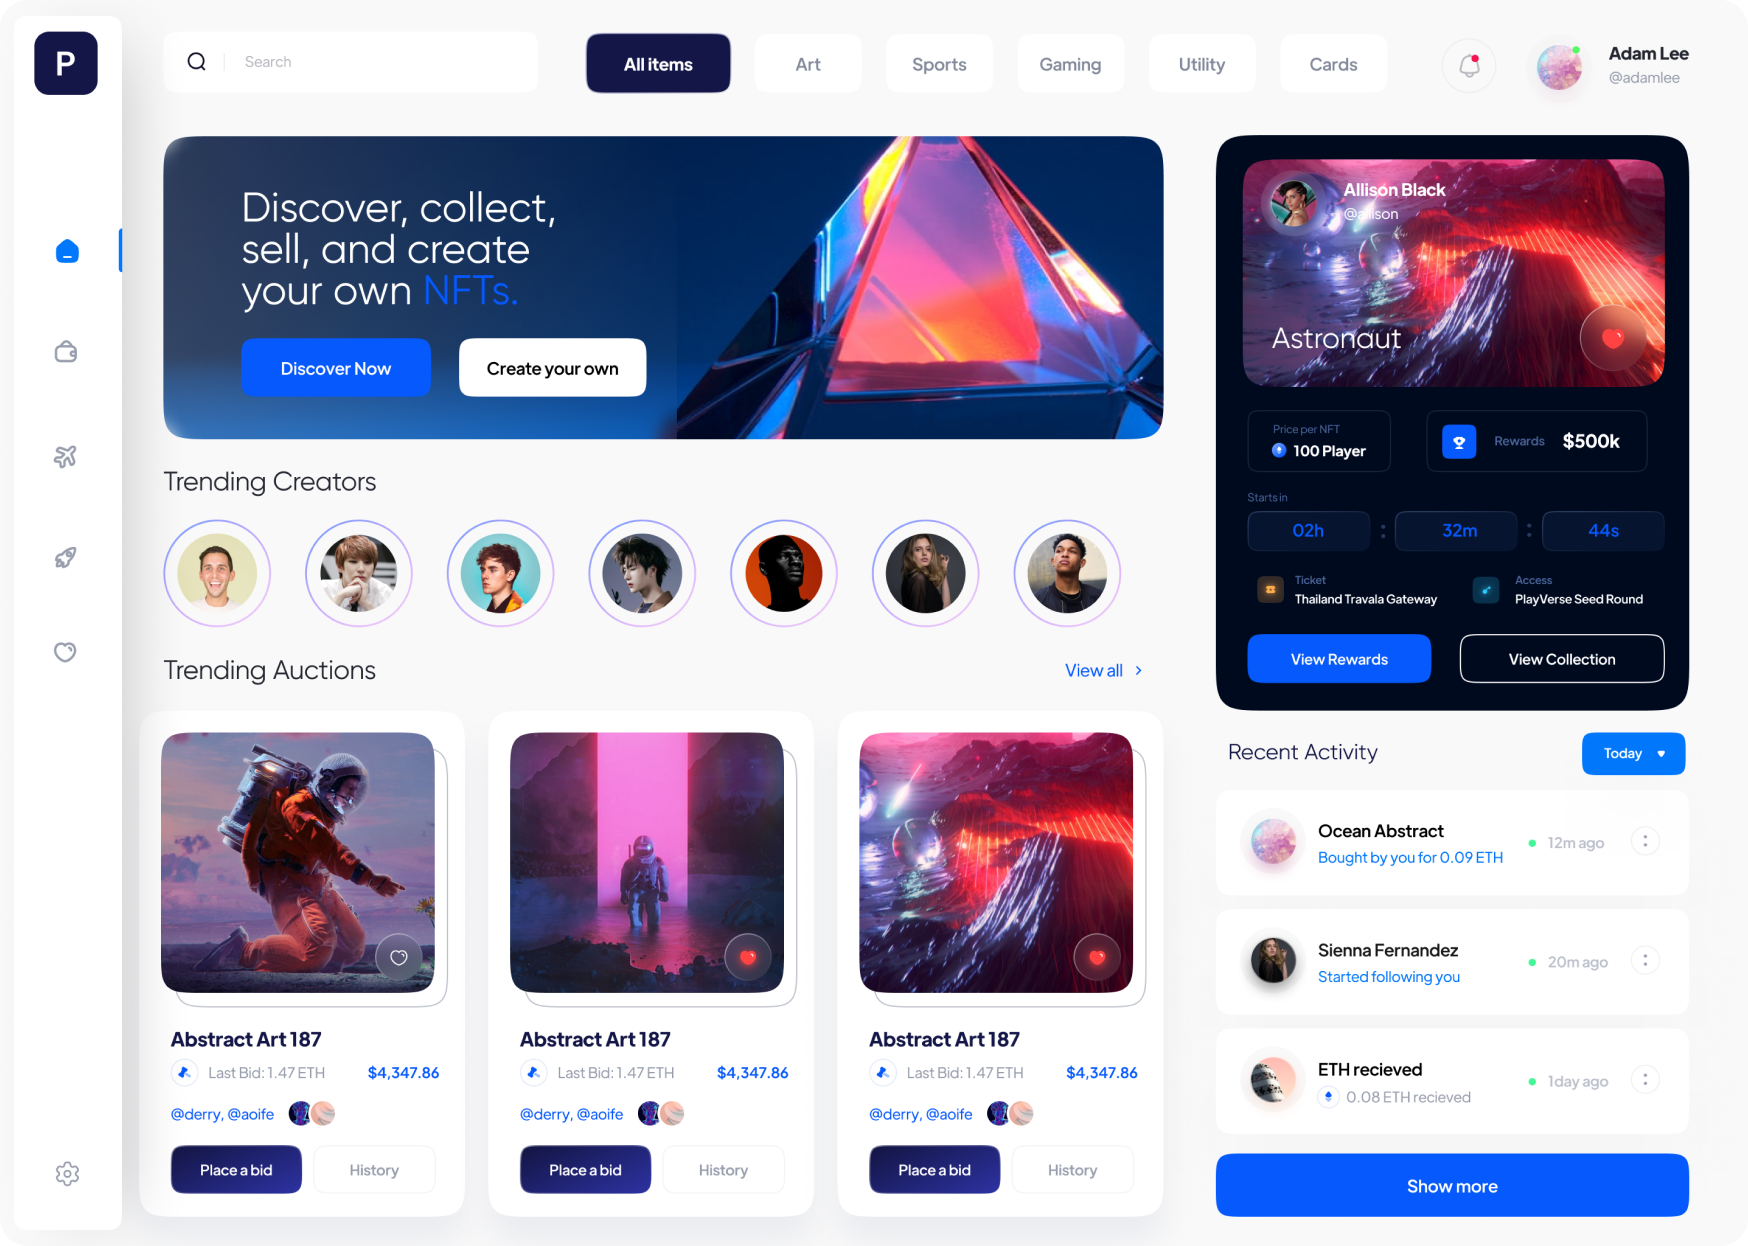 P
Search
All items
Art
Sports
Gaming
Utility
Cards
Adam Lee
@adamlee
Discover, collect,
sell, and create
your own NFTs.
Discover Now
Create your own
Allison Black
@allison
Astronaut
Price per NFT
100 Player
Rewards
$500k
Starts in
02h : 32m : 44s
Ticket
Thailand Travala Gateway
Access
PlayVerse Seed Round
View Rewards
View Collection
Trending Creators
Trending Auctions
View all
Abstract Art 187
Last Bid: 1.47 ETH
$4,347.86
@derry, @aoife
Place a bid
History
Abstract Art 187
Last Bid: 1.47 ETH
$4,347.86
@derry, @aoife
Place a bid
History
Abstract Art 187
Last Bid: 1.47 ETH
$4,347.86
@derry, @aoife
Place a bid
History
Recent Activity
Today
Ocean Abstract
Bought by you for 0.09 ETH
12m ago
Sienna Fernandez
Started following you
20m ago
ETH recieved
0.08 ETH recieved
1day ago
Show more